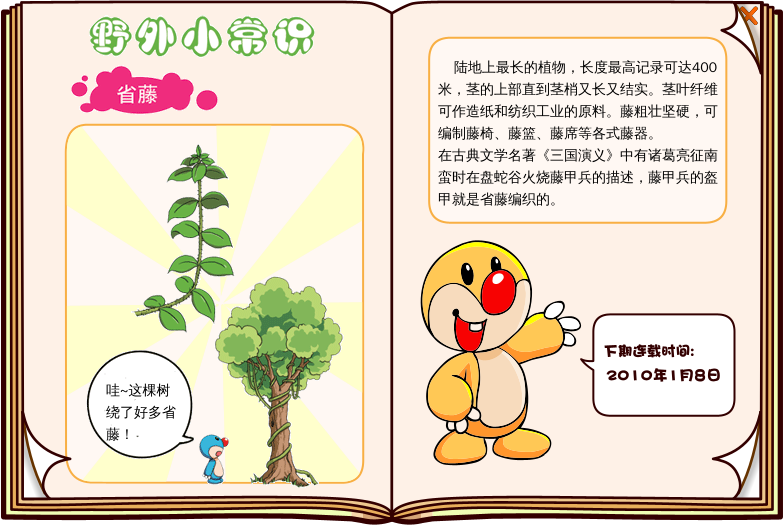 野外小常识
省藤
哇~这棵树
绕了好多省
藤！.
陆地上最长的植物，长度最高记录可达400
米，茎的上部直到茎梢又长又结实。茎叶纤维
可作造纸和纺织工业的原料。藤粗壮坚硬，可
编制藤椅、藤篮、藤席等各式藤器。
在古典文学名著《三国演义》中有诸葛亮征南
蛮时在盘蛇谷火烧藤甲兵的描述，藤甲兵的盔
甲就是省藤编织的。
下期连载时间:
2010年1月8日